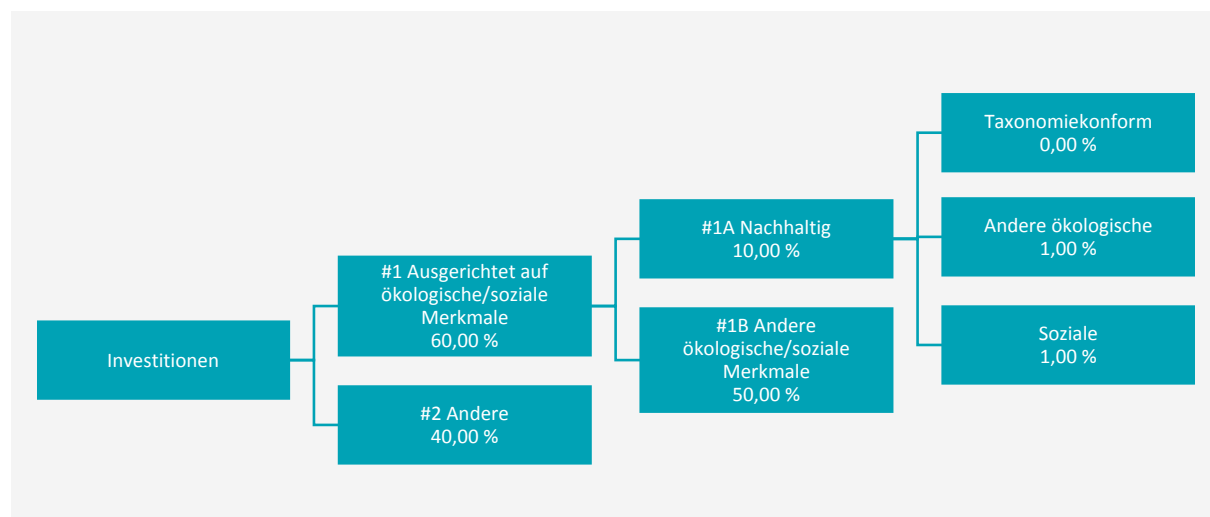 Investitionen
#1 Ausgerichtet auf
ökologische/soziale
Merkmale
60,00 %
#2 Andere
40,00 %
#1A Nachhaltig
10,00 %
#1B Andere
ökologische/soziale
Merkmale
50,00 %
Taxonomiekonform
0,00 %
Andere ökologische
1,00 %
Soziale
1,00 %